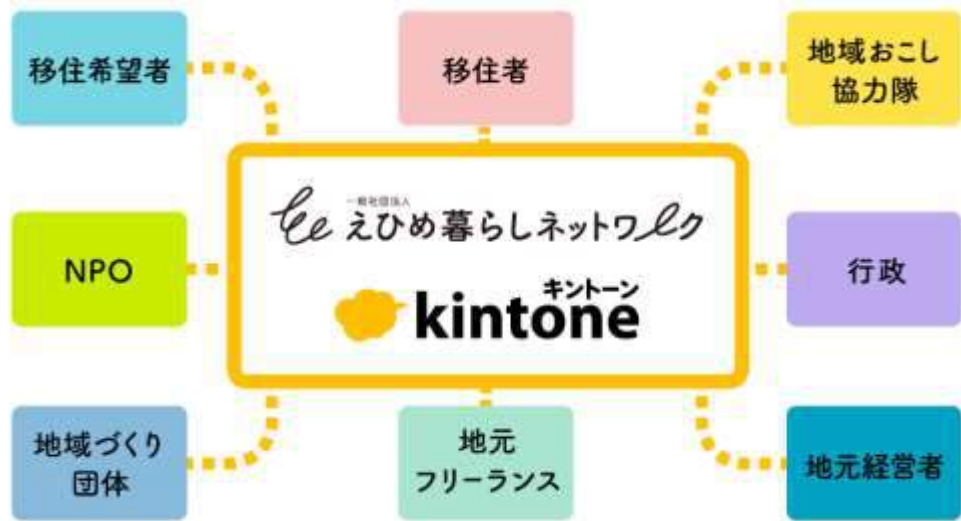 移住希望者
移住者
地域おこし
協力隊
一般社団法人
えひめ暮らしネットワーク
NPO
行政
キントーン
kintone
地域づくり
団体
地元
フリーランス
地元経営者